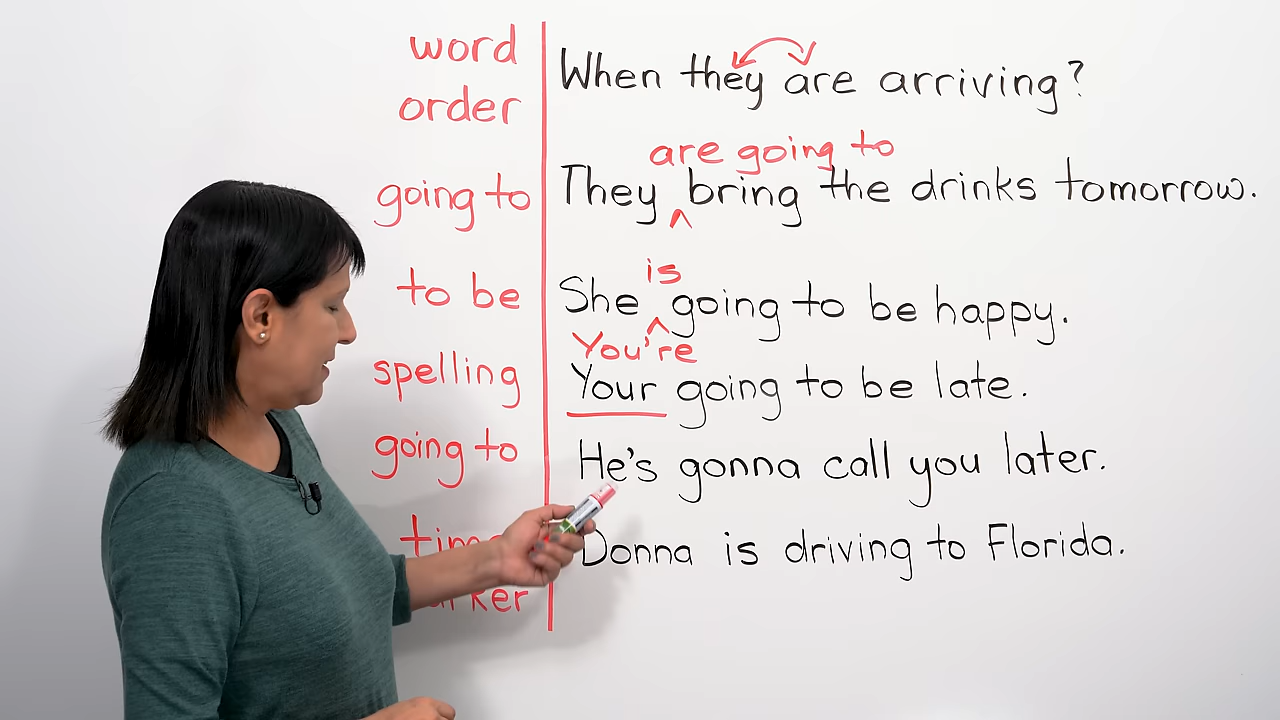 word
order
When they are arriving?
are going to
going to
They bring the drinks tomorrow.
is
to be
She going to be happy.
You're
spelling
Your going to be late.
going to
He's gonna call you later.
Donna is driving to Florida.